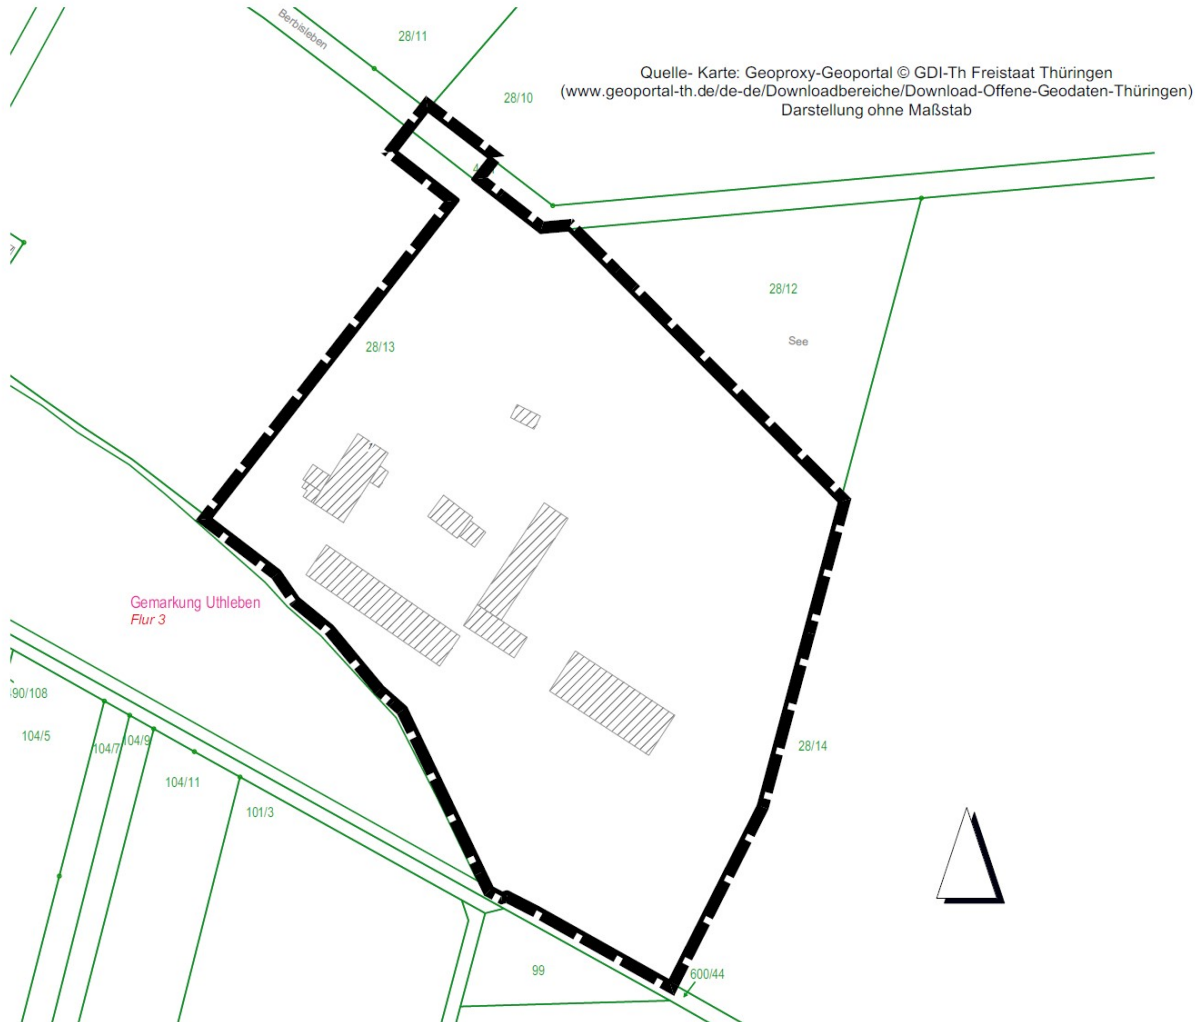 Berbisleben
28/11
28/10
Quelle- Karte: Geoproxy-Geoportal © GDI-Th Freistaat Thüringen
(www.geoportal-th.de/de-de/Downloadbereiche/Download-Offene-Geodaten-Thüringen)
Darstellung ohne Maßstab
28/12
See
28/13
Gemarkung Uthleben
Flur 3
90/108
104/5
104/7
104/9
104/11
101/3
28/14
99
600/44